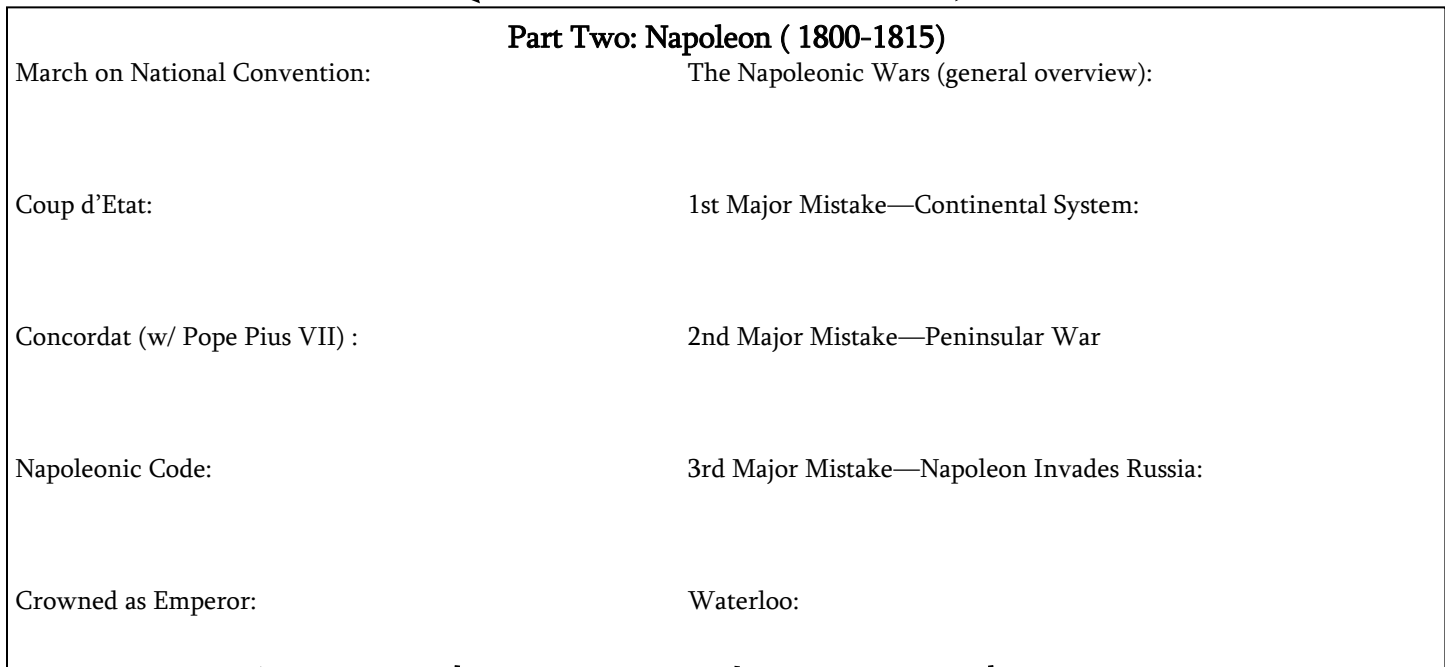 Part Two: Napoleon ( 1800-1815)
March on National Convention:
The Napoleonic Wars (general overview):
Coup d’Etat:
1st Major Mistake—Continental System:
Concordat (w/ Pope Pius VII) :
2nd Major Mistake—Peninsular War
Napoleonic Code:
3rd Major Mistake—Napoleon Invades Russia:
Crowned as Emperor:
Waterloo: